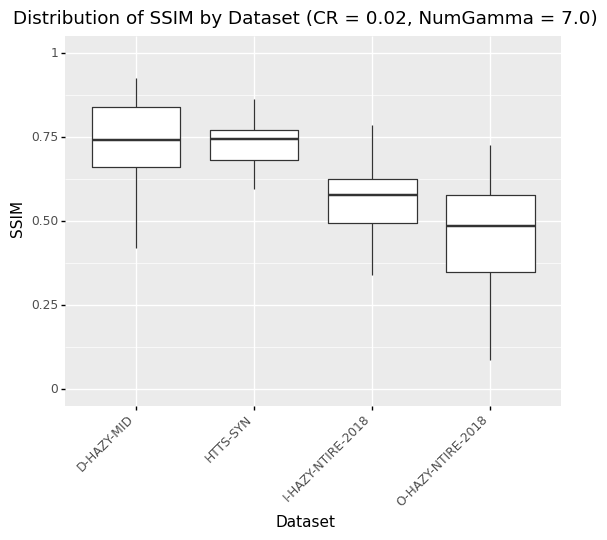 Distribution of SSIM by Dataset (CR = 0.02, NumGamma = 7.0)
1
0.75
0.50
0.25
0
SSIM
D-HAZY-MID
HTTS-SYN
I-HAZY-NTIRE-2018
O-HAZY-NTIRE-2018
Dataset